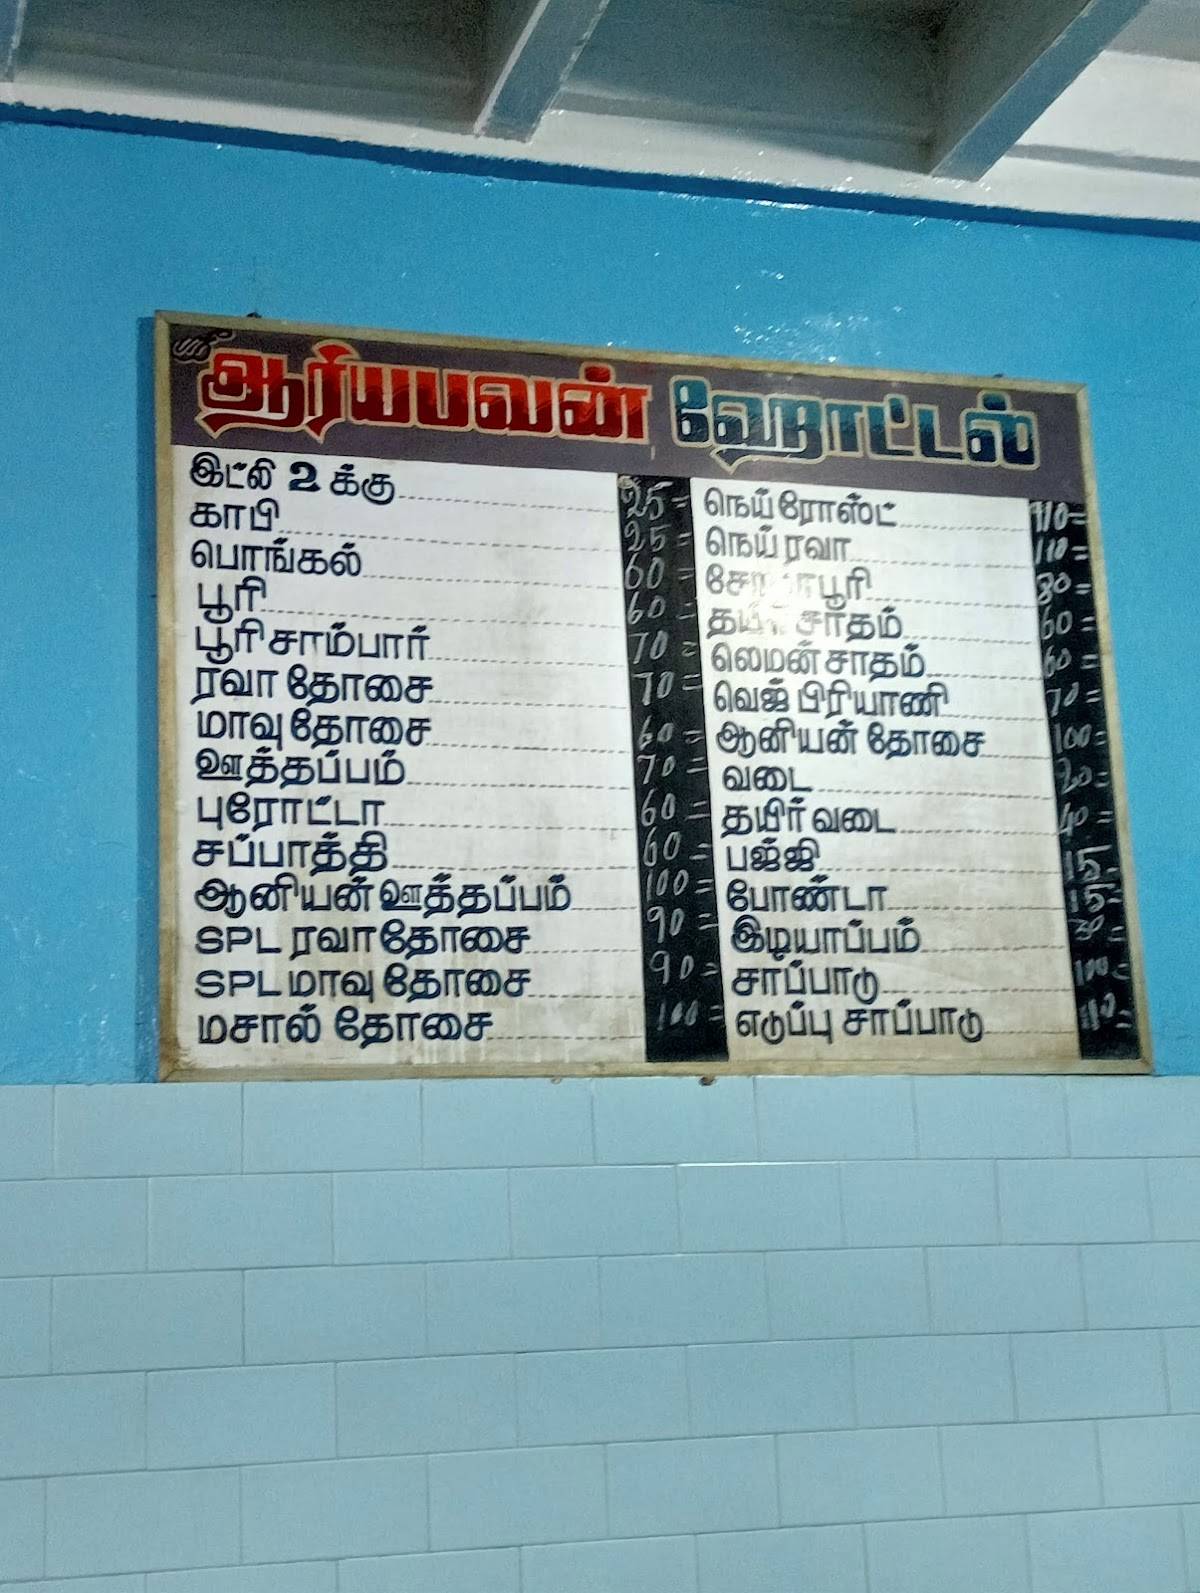 ஸ்ரீ ஆரியபவன் ஹோட்டல்
இட்லி 2 க்கு 25=
காபி 25=
பொங்கல் 60=
பூரி 60=
பூரி சாம்பார் 70=
ரவா தோசை 70=
மாவு தோசை 60=
ஊத்தப்பம் 70=
புரோட்டா 60=
சப்பாத்தி 60=
ஆனியன் ஊத்தப்பம் 100=
SPL ரவா தோசை 90=
SPL மாவு தோசை 90=
மசால் தோசை 100=
நெய் ரோஸ்ட் 110=
நெய் ரவா 110=
பூரி 80=
தயிர் சாதம் 60=
லெமன் சாதம் 60=
வெஜ் பிரியாணி 70=
ஆனியன் தோசை 100=
வடை 20=
தயிர் வடை 40=
பஜ்ஜி 15=
போண்டா 15=
இடியாப்பம் 30=
சாப்பாடு 100=
எடுப்பு சாப்பாடு 110=